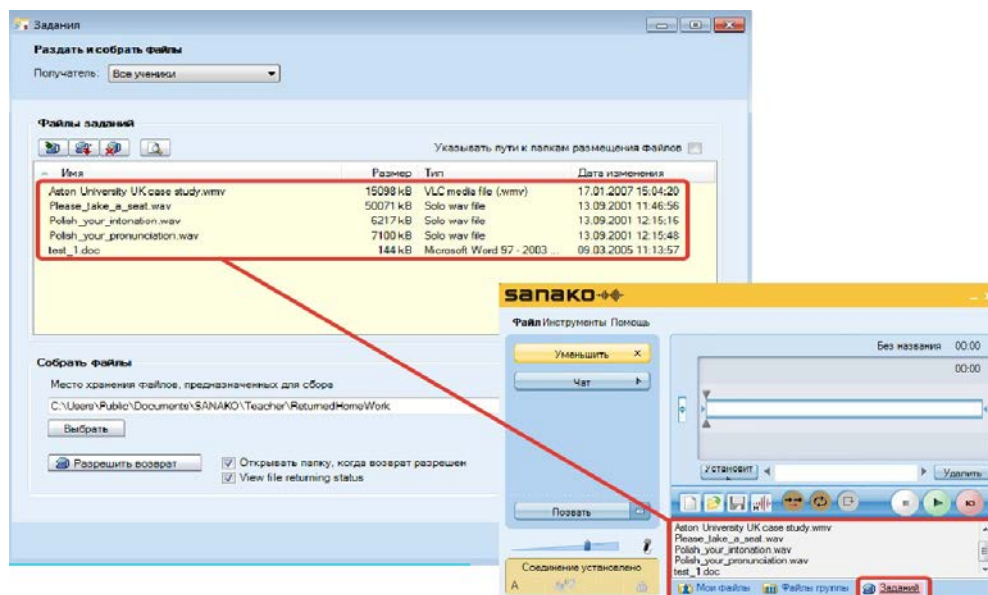 Задания
Раздать и собрать файлы
Получатель: Все ученики
Файлы заданий
Указывать пути к папкам размещения файлов
Имя Размер Тип Дата изменения
Aston University UK case study.wmv 15098 kB VLC media file (.wmv) 17.01.2007 15:04:20
Please_take_a_seat.wav 50071 kB Solo wav file 13.09.2001 11:46:56
Polish_your_intonation.wav 6217 kB Solo wav file 13.09.2001 12:15:16
Polish_your_pronunciation.wav 7100 kB Solo wav file 13.09.2001 12:15:48
test_1.doc 144 kB Microsoft Word 97 - 2003 ... 09.03.2005 11:13:57
Собрать файлы
Место хранения файлов, предназначенных для сбора
C:\Users\Public\Documents\SANAKO\Teacher\ReturnedHomeWork
Выбрать
Разрешить возврат
Открывать папку, когда возврат разрешен
View file returning status
sanako
Файл Инструменты Помощь
Уменьшить X
Чат
Позвать
Соединение установлено
A
Без названия 00:00
00:00
Установит
Удалить
Aston University UK case study.wmv
Please_take_a_seat.wav
Polish_your_intonation.wav
Polish_your_pronunciation.wav
test_1.doc
Мои файлы Файлы группы Заданий